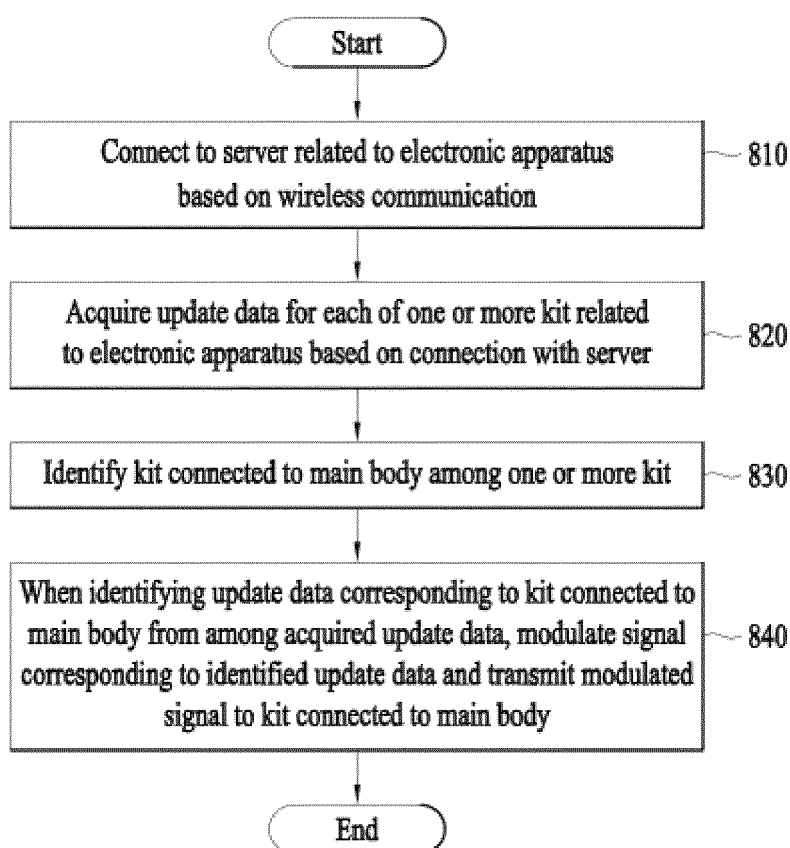 Start
Connect to server related to electronic apparatus
based on wireless communication
810
Acquire update data for each of one or more kit related
to electronic apparatus based on connection with server
820
Identify kit connected to main body among one or more kit
830
When identifying update data corresponding to kit connected to
main body from among acquired update data, modulate signal
corresponding to identified update data and transmit modulated
signal to kit connected to main body
840
End